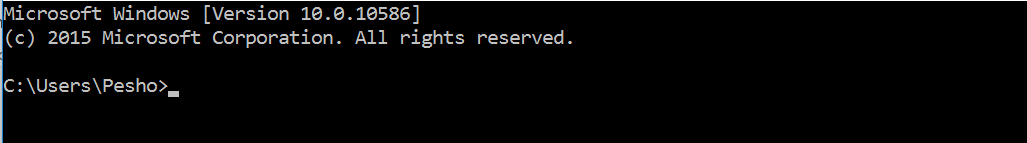 Microsoft Windows [Version 10.0.10586]
(c) 2015 Microsoft Corporation. All rights reserved.
C:\Users\Pesho>